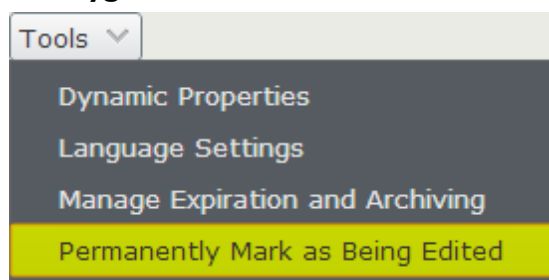 Tools
Dynamic Properties
Language Settings
Manage Expiration and Archiving
Permanently Mark as Being Edited